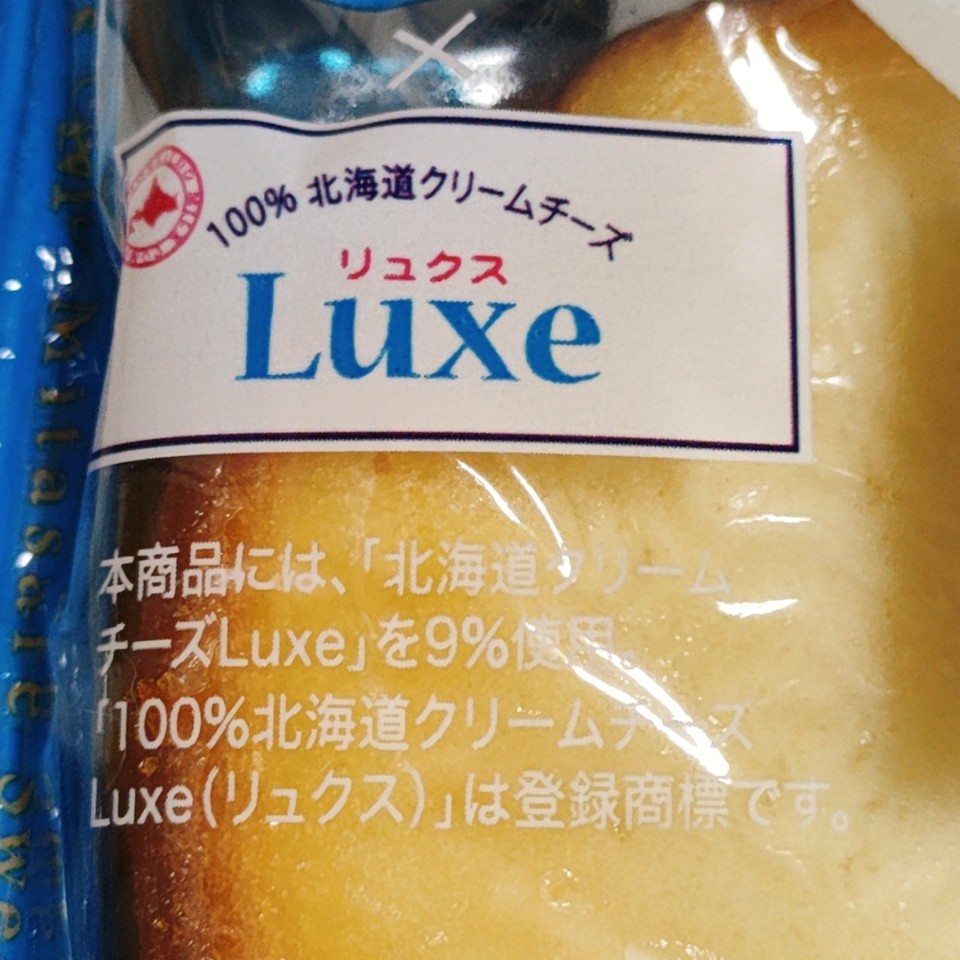 ×
100% 北海道クリームチーズ
リュクス
Luxe
本商品には、「北海道クリーム
チーズLuxe」を9%使用。
「100%北海道クリームチーズ
Luxe(リュクス)」は登録商標です。